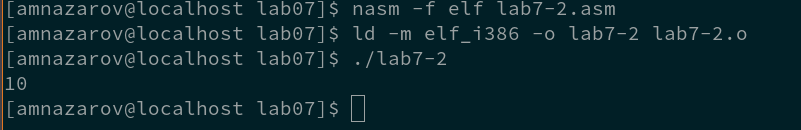 [amnazarov@localhost lab07]$ nasm -f elf lab7-2.asm
[amnazarov@localhost lab07]$ ld -m elf_i386 -o lab7-2 lab7-2.o
[amnazarov@localhost lab07]$ ./lab7-2
10
[amnazarov@localhost lab07]$